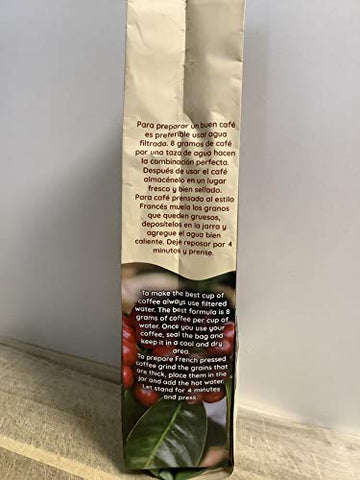 Para preparar un buen café
es preferible usar agua
filtrada. 8 gramos de café
por una taza de agua hacen
la combinación perfecta.
Después de usar el café
almacénelo en un lugar
fresco y bien sellado.
Para café prensado al estilo
Francés muela los granos
que queden gruesos,
deposítelos en la jarra y
agregue el agua bien
caliente. Deje reposar por 4
minutos y prense.
To make the best cup of
coffee always use filtered
water. The best formula is 8
grams of coffee per cup of
water. Once you use your
coffee, seal the bag and
keep it in a cool and dry
area.
To prepare French pressed
coffee grind the grains that
are thick, place them in the
jar and add the hot water.
Let stand for 4 minutes
and press.